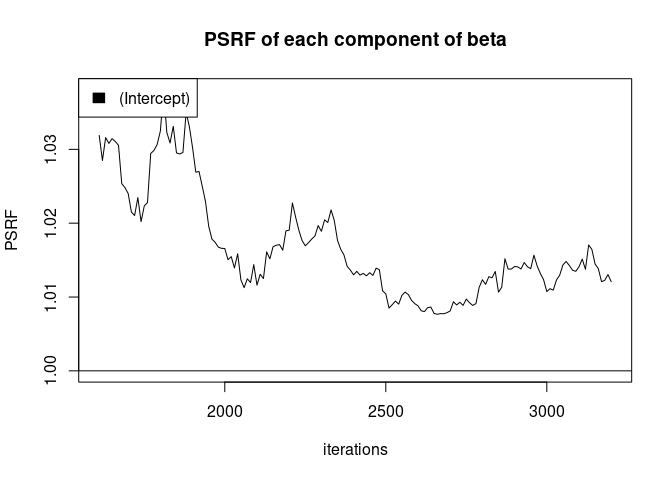 PSRF of each component of beta
(Intercept)
PSRF
1.03
1.02
1.01
1.00
2000 2500 3000
iterations